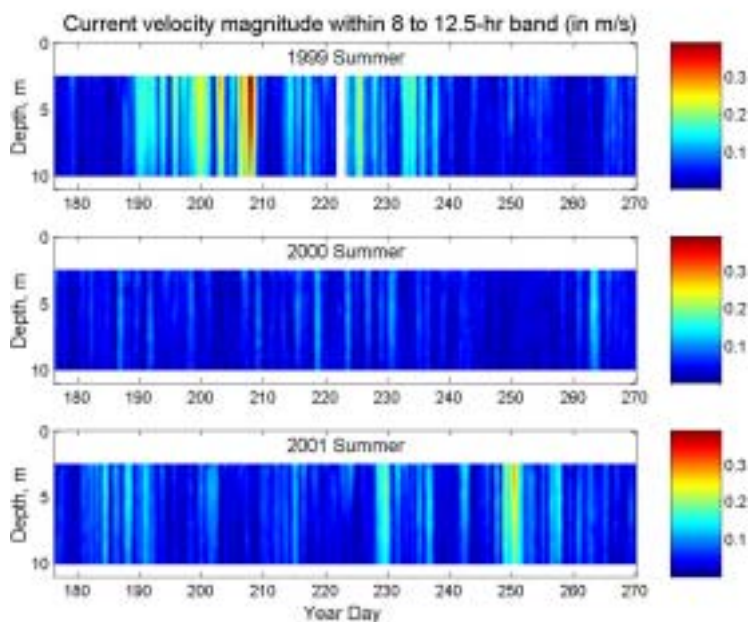 Current velocity magnitude within 8 to 12.5-hr band (in m/s)
1999 Summer
Depth, m
0
5
10
180 190 200 210 220 230 240 250 260 270
0.3
0.2
0.1
2000 Summer
Depth, m
0
5
10
180 190 200 210 220 230 240 250 260 270
0.3
0.2
0.1
2001 Summer
Depth, m
0
5
10
180 190 200 210 220 230 240 250 260 270
Year Day
0.3
0.2
0.1